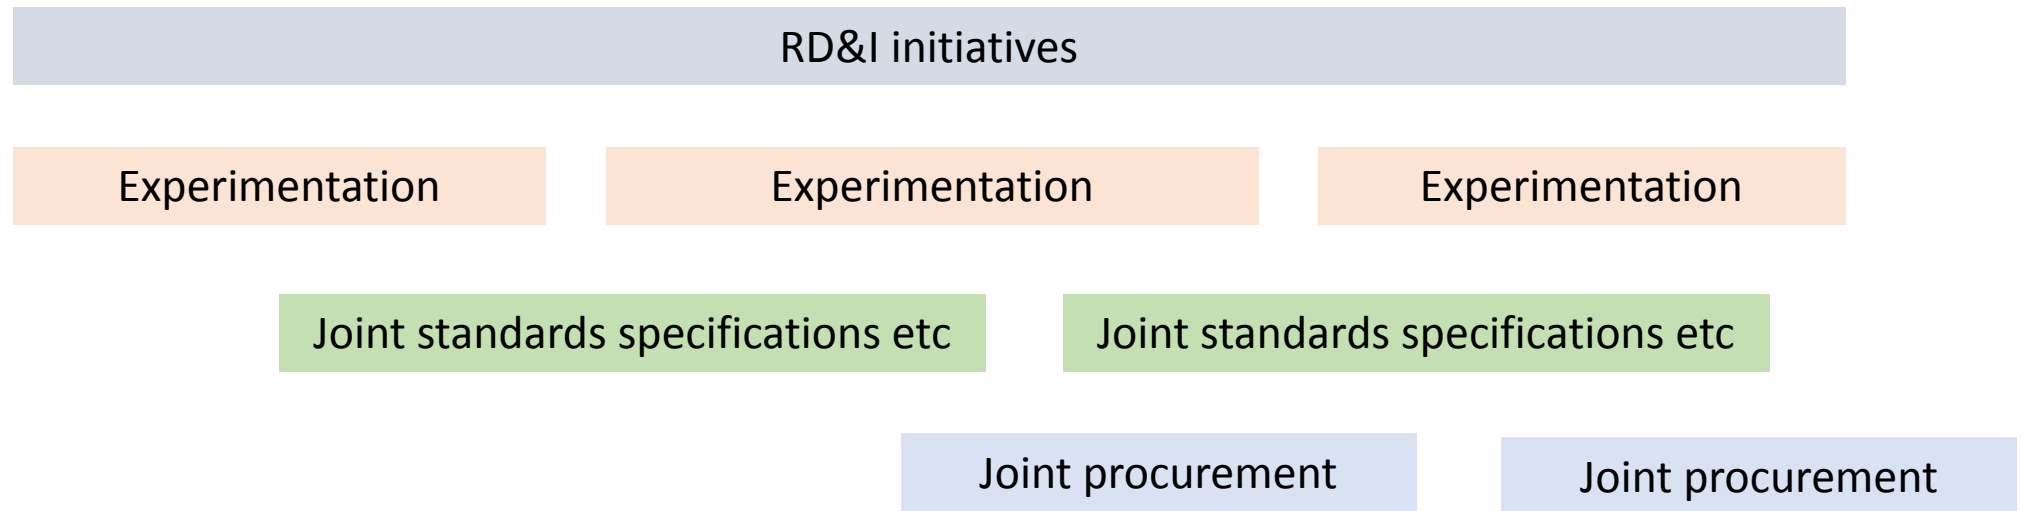 RD&I initiatives
Experimentation
Experimentation
Experimentation
Joint standards specifications etc
Joint standards specifications etc
Joint procurement
Joint procurement